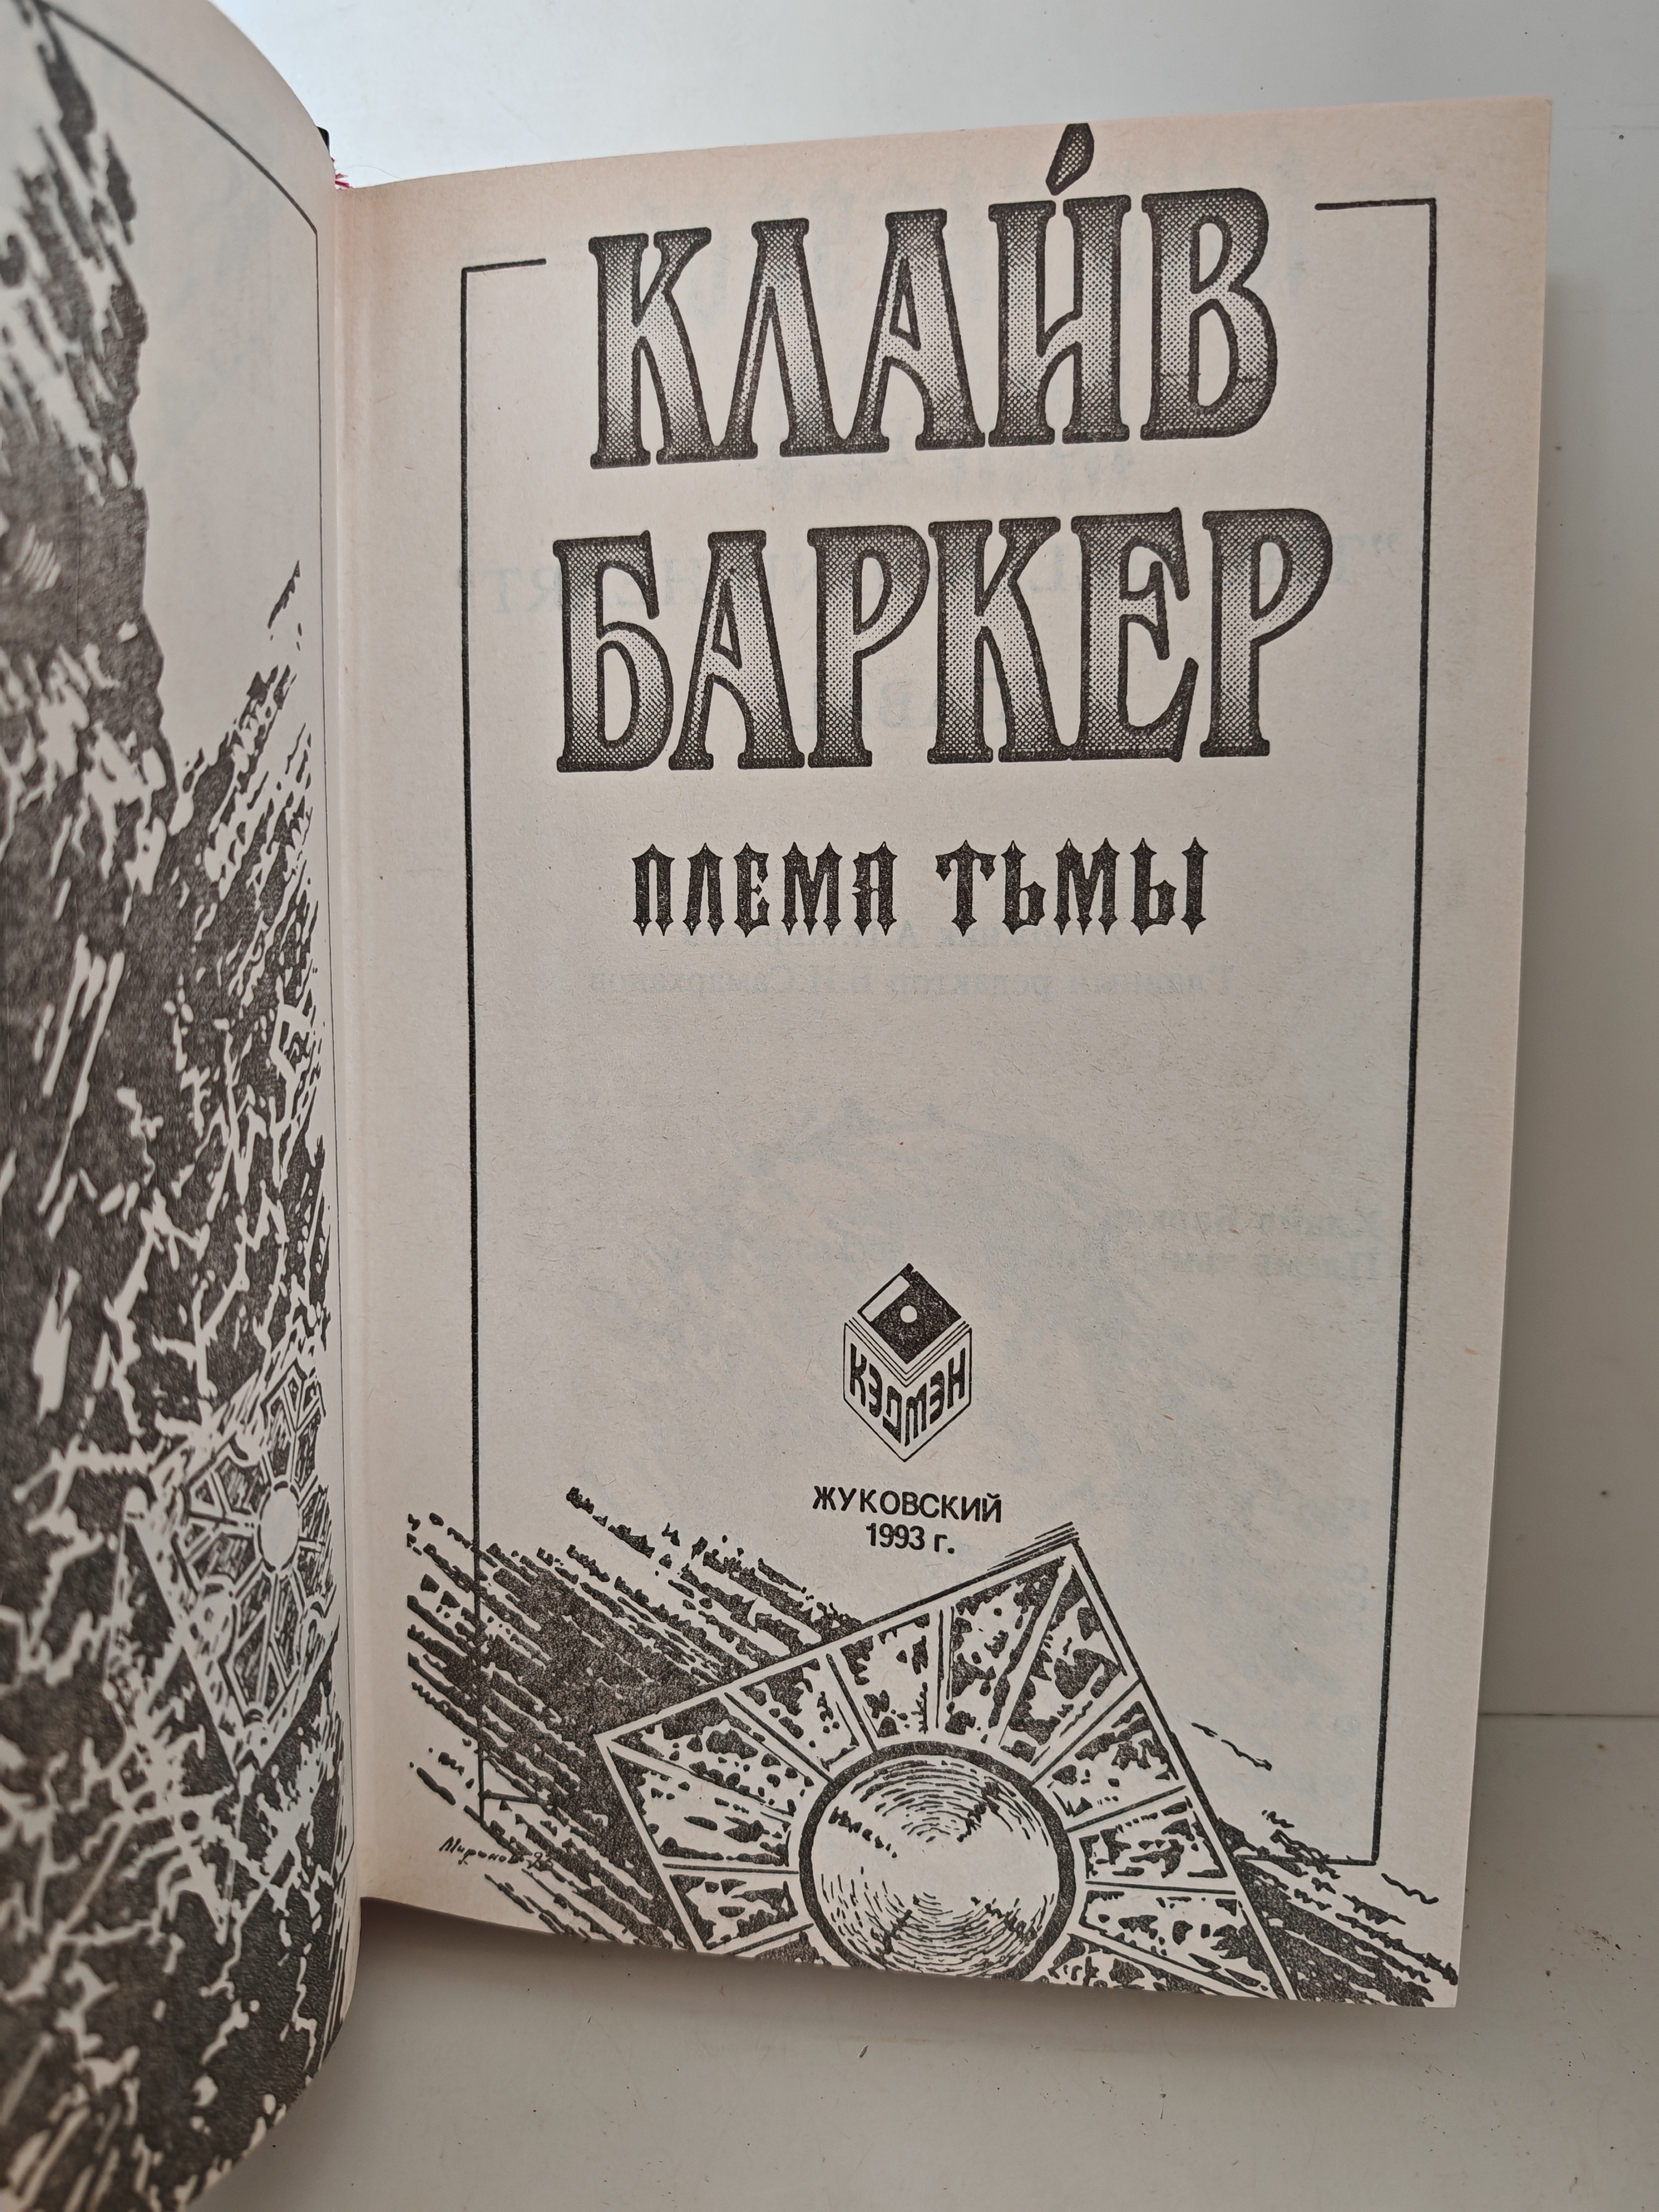 КЛАЙВ
БАРКЕР
ПЛЕМЯ ТЬМЫ
КЭДМЭН
ЖУКОВСКИЙ
1993 г.